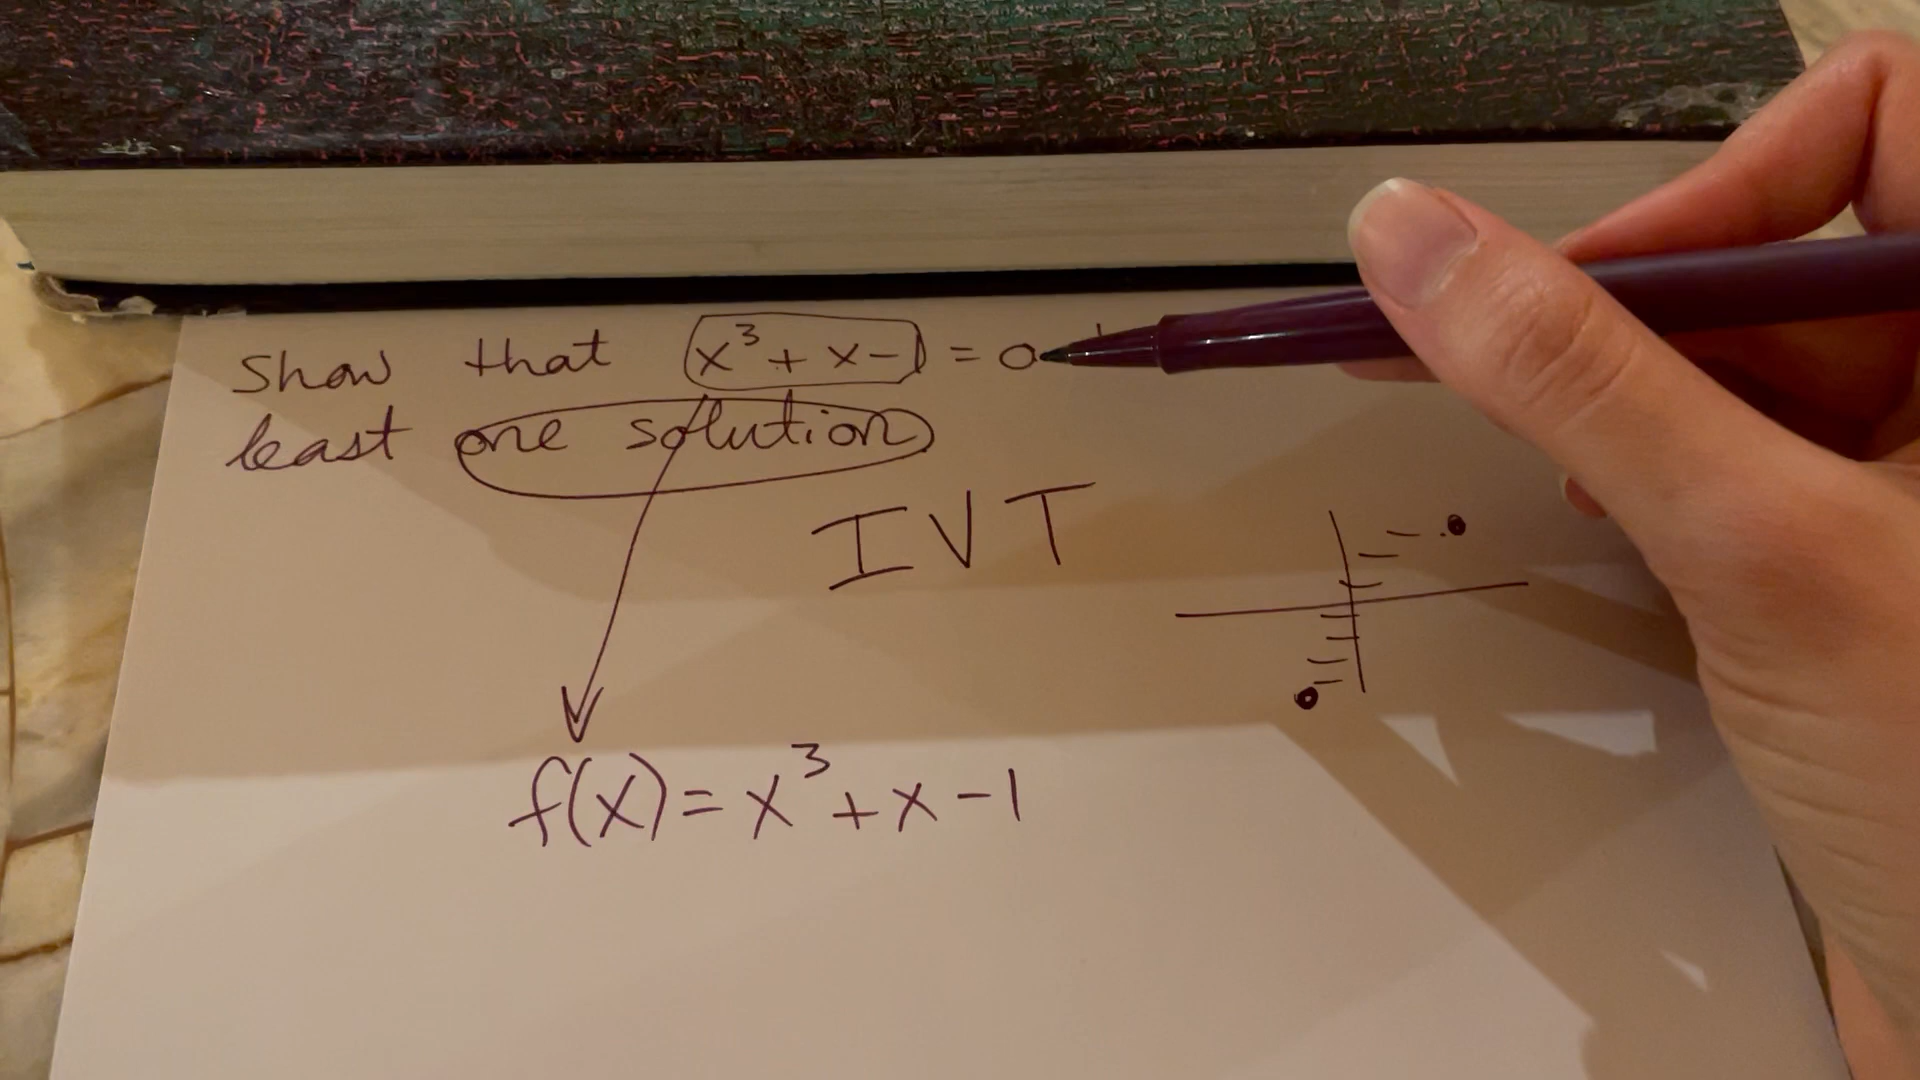 show that x³ + x - 1 = 0
least one solution
IVT
f(x) = x³ + x - 1